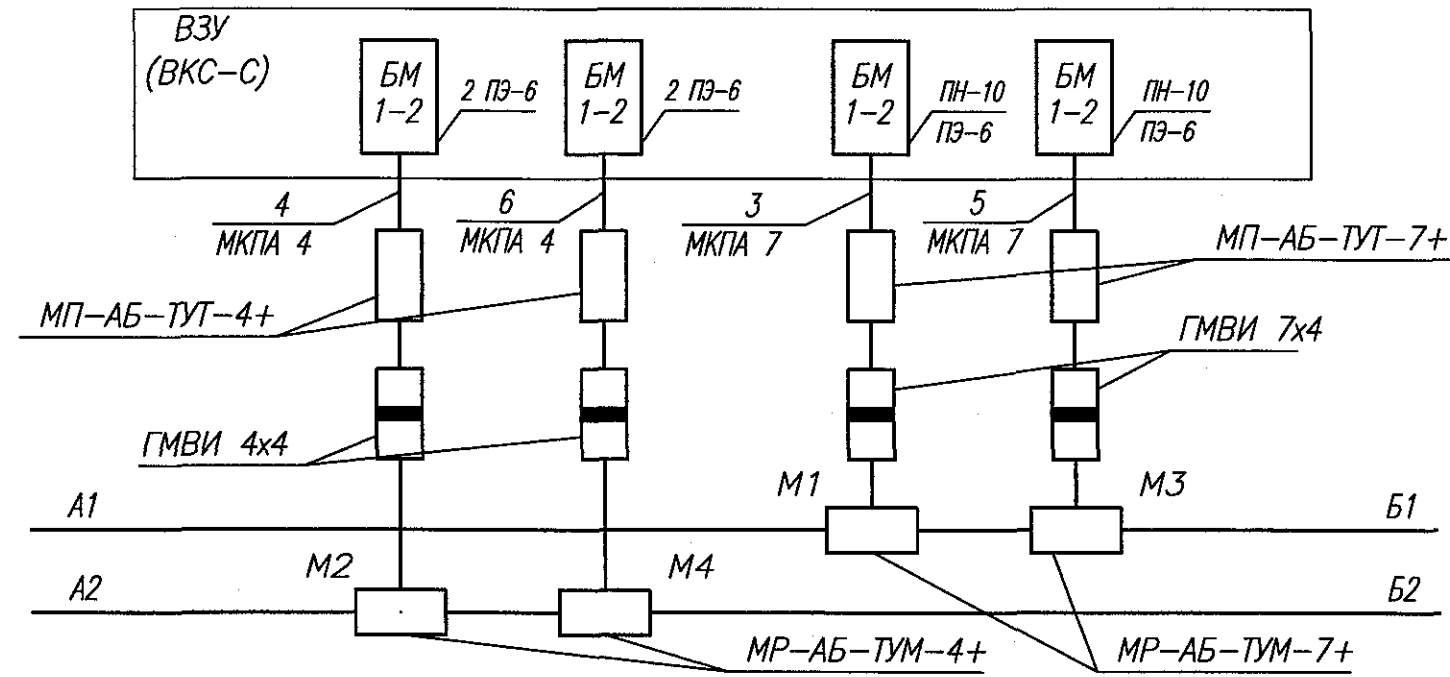 ВЗУ
(ВКС-С)
БМ
1-2
2 ПЭ-6
БМ
1-2
2 ПЭ-6
БМ
1-2
ПН-10
ПЭ-6
БМ
1-2
ПН-10
ПЭ-6
4
МКПА 4
6
МКПА 4
3
МКПА 7
5
МКПА 7
МП-АБ-ТУТ-7+
МП-АБ-ТУТ-4+
ГМВИ 7х4
ГМВИ 4х4
М1
М3
А1
Б1
М2
М4
А2
Б2
МР-АБ-ТУМ-4+
МР-АБ-ТУМ-7+